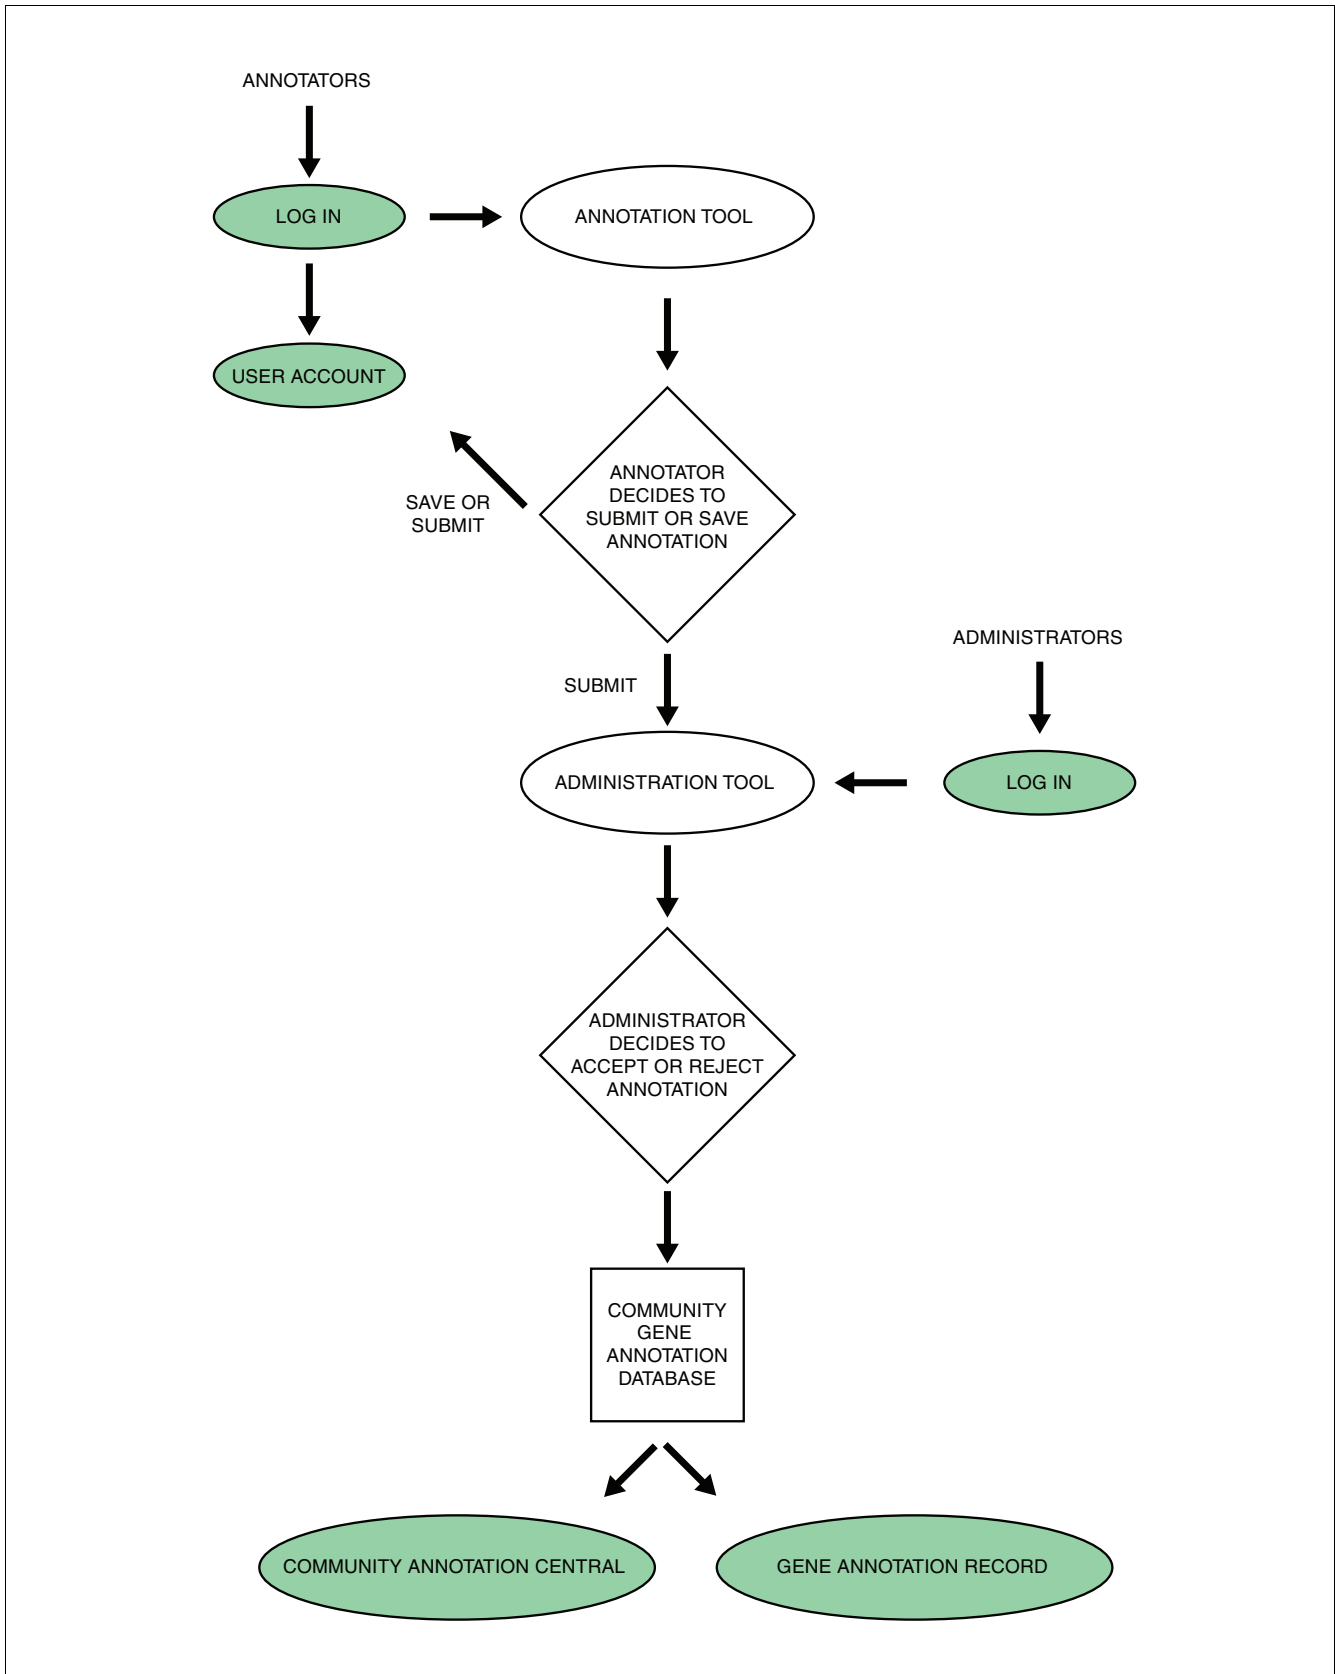 ANNOTATORS
LOG IN
ANNOTATION TOOL
USER ACCOUNT
ANNOTATOR
DECIDES TO
SUBMIT OR SAVE
ANNOTATION
SAVE OR
SUBMIT
ADMINISTRATORS
SUBMIT
ADMINISTRATION TOOL
LOG IN
ADMINISTRATOR
DECIDES TO
ACCEPT OR REJECT
ANNOTATION
COMMUNITY
GENE
ANNOTATION
DATABASE
COMMUNITY ANNOTATION CENTRAL
GENE ANNOTATION RECORD